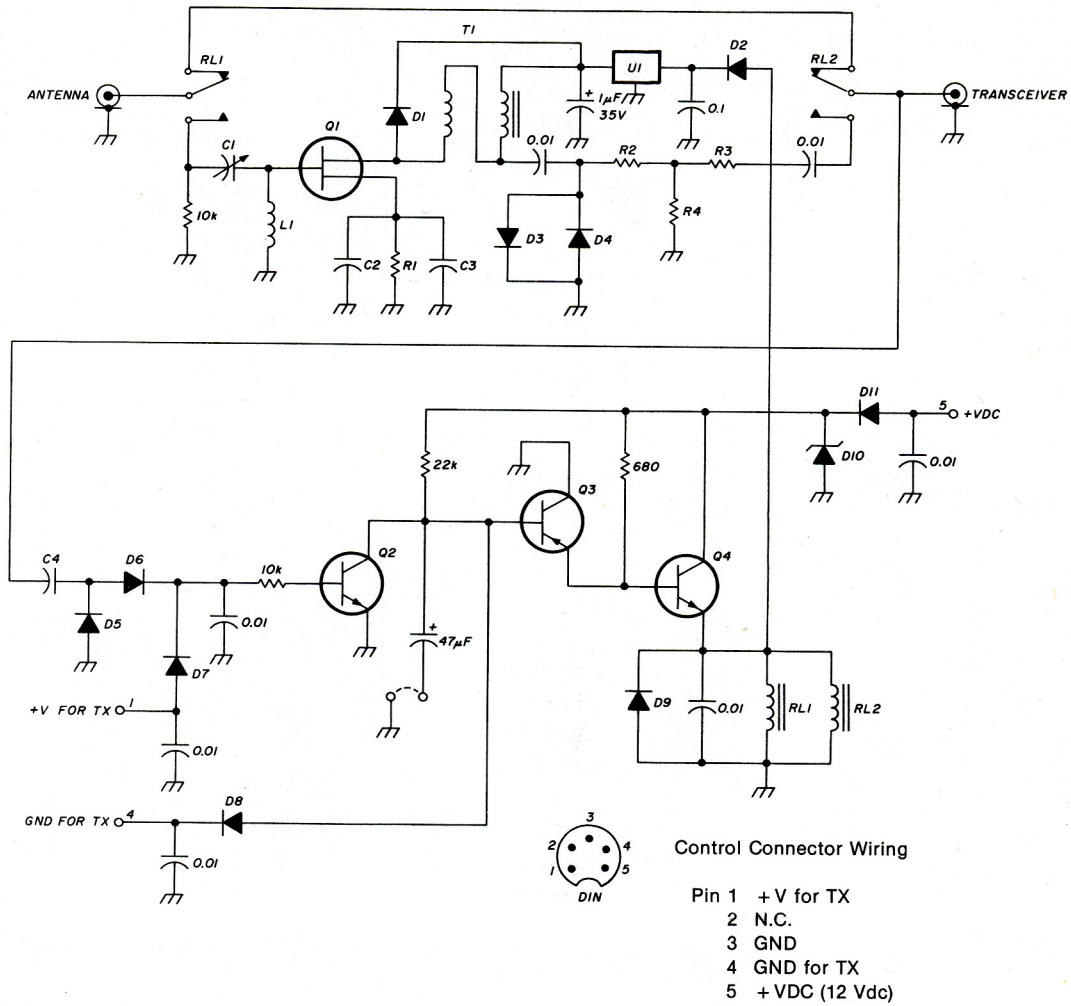 T1
RL1
D2
RL2
U1
ANTENNA
TRANSCEIVER
+
1µF
35V
0.1
D1
Q1
C1
0.01
R2
R3
0.01
10k
L1
R4
D3
D4
C2
R1
C3
D11
5
+VDC
D10
0.01
22k
680
Q3
Q2
Q4
C4
D6
10k
D5
0.01
+
47µF
D7
+V FOR TX
1
0.01
D9
0.01
RL1
RL2
GND FOR TX
4
D8
0.01
3
2
4
1
5
DIN
Control Connector Wiring
Pin 1 +V for TX
2 N.C.
3 GND
4 GND for TX
5 +VDC (12 Vdc)